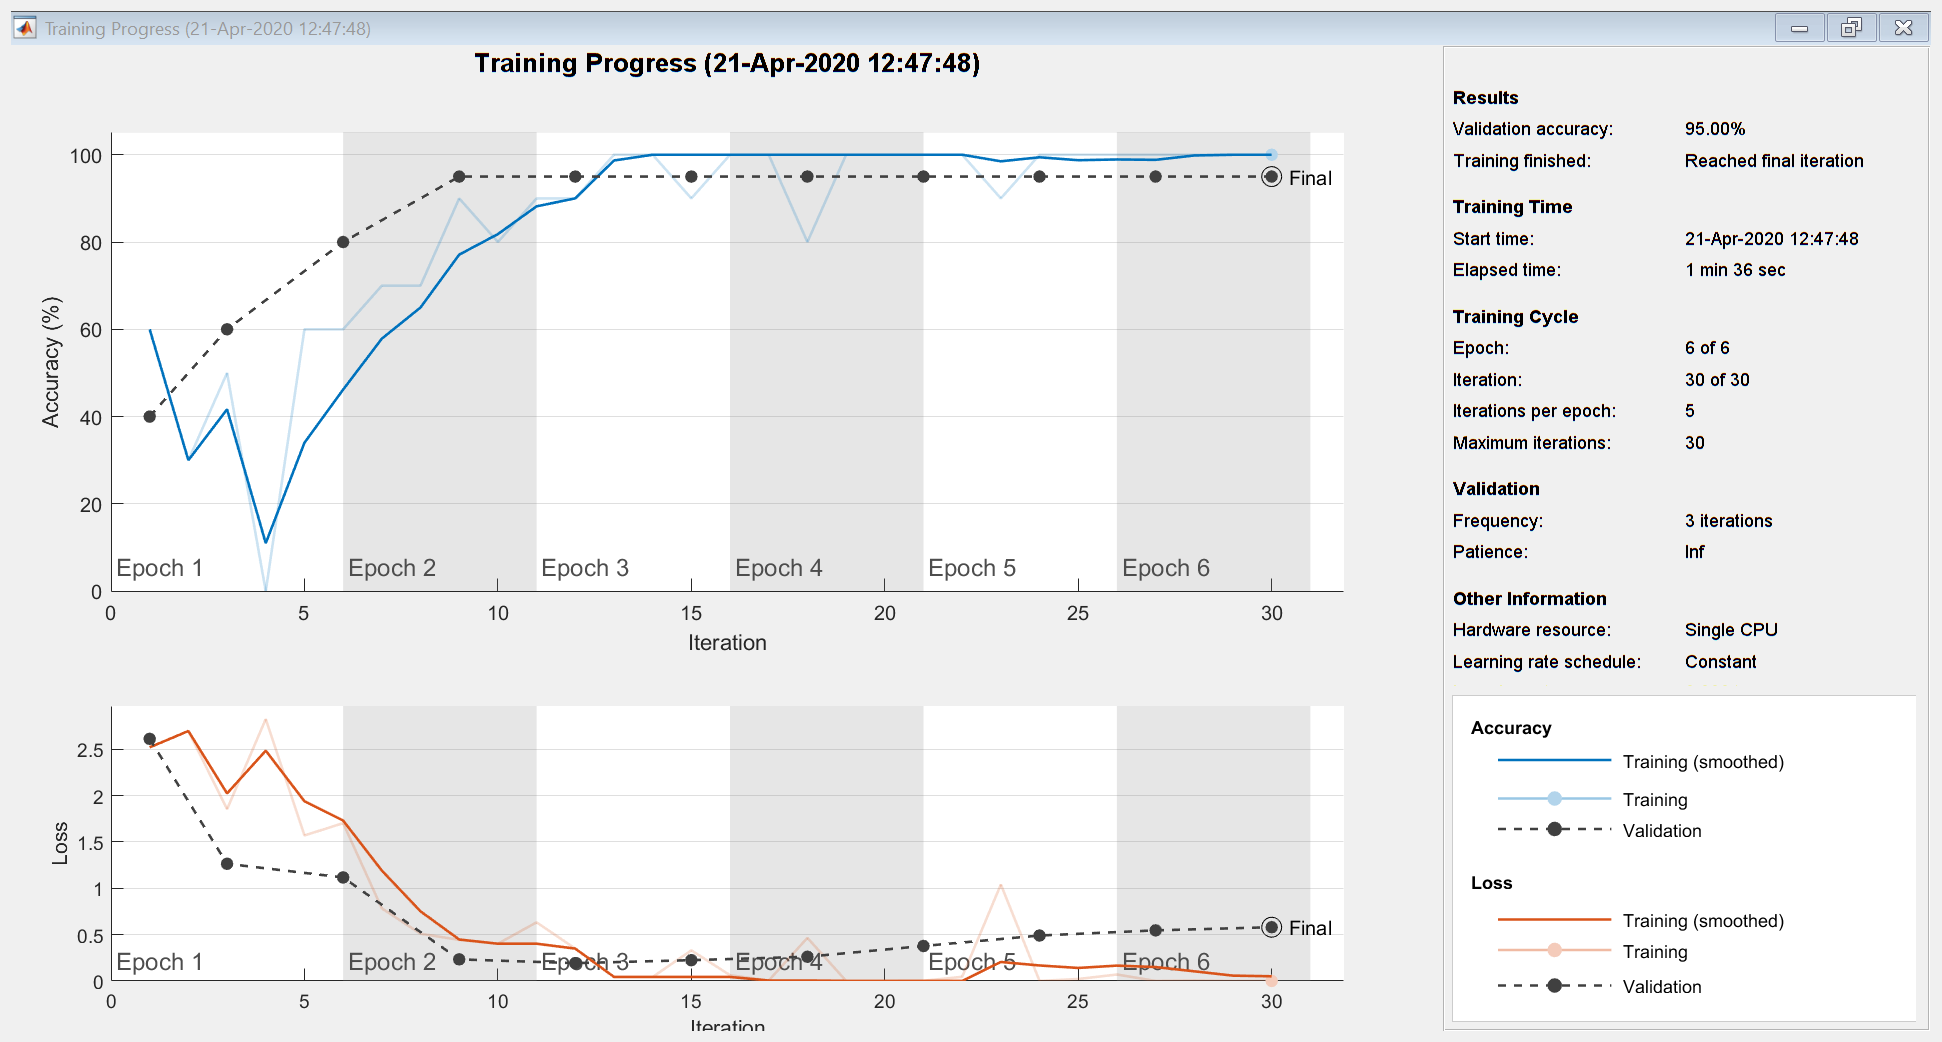 Training Progress (21-Apr-2020 12:47:48)
Training Progress (21-Apr-2020 12:47:48)
100
80
60
40
20
0
Accuracy (%)
Final
Epoch 1 Epoch 2 Epoch 3 Epoch 4 Epoch 5 Epoch 6
0 5 10 15 20 25 30
Iteration
2.5
2
1.5
1
0.5
0
Loss
Final
Epoch 1 Epoch 2 Epoch 3 Epoch 4 Epoch 5 Epoch 6
0 5 10 15 20 25 30
Iteration
Results
Validation accuracy: 95.00%
Training finished: Reached final iteration
Training Time
Start time: 21-Apr-2020 12:47:48
Elapsed time: 1 min 36 sec
Training Cycle
Epoch: 6 of 6
Iteration: 30 of 30
Iterations per epoch: 5
Maximum iterations: 30
Validation
Frequency: 3 iterations
Patience: Inf
Other Information
Hardware resource: Single CPU
Learning rate schedule: Constant
Accuracy
Training (smoothed)
Training
Validation
Loss
Training (smoothed)
Training
Validation